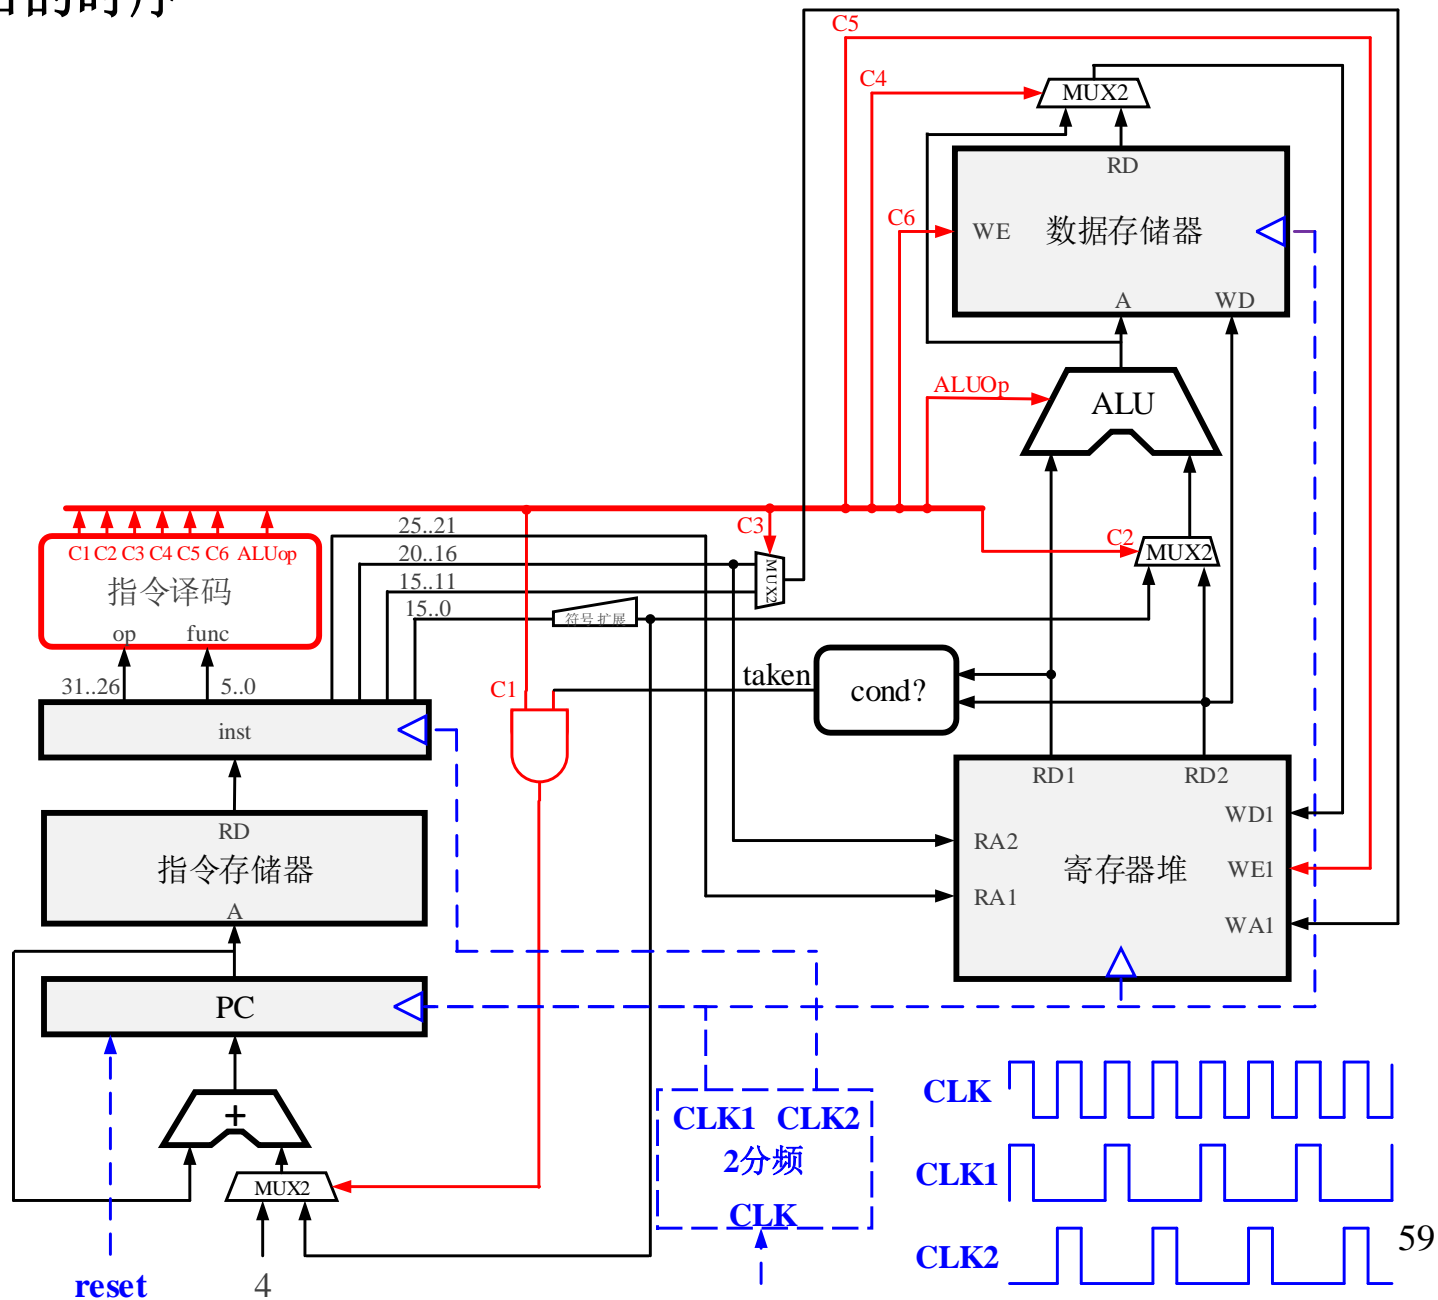 的时序
C5
C4
MUX2
RD
C6
WE
数据存储器
A
WD
ALUOp
ALU
C1 C2 C3 C4 C5 C6 ALUop
指令译码
op
func
25..21
20..16
15..11
15..0
符号扩展
C3
MUX2
C2
MUX2
31..26
5..0
inst
C1
taken
cond?
RD
指令存储器
A
RD1
RD2
WD1
RA2
寄存器堆
WE1
RA1
WA1
PC
+
MUX2
reset
4
CLK1 CLK2
2分频
CLK
CLK
CLK1
CLK2
59